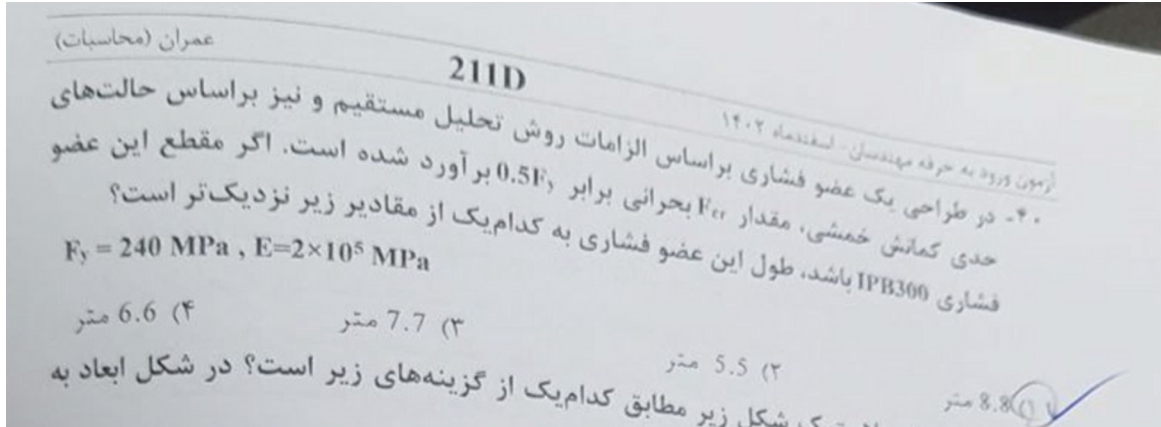 عمران (محاسبات)
211D
آزمون ورود به حرفه مهندسان - اسفندماه ۱۴۰۲
۴۰- در طراحی یک عضو فشاری براساس الزامات روش تحلیل مستقیم و نیز براساس حالت‌های
حدی کمانش خمشی، مقدار Fcr بحرانی برابر 0.5Fy برآورد شده است. اگر مقطع این عضو
فشاری IPB300 باشد، طول این عضو فشاری به کدام‌یک از مقادیر زیر نزدیک‌تر است؟
Fy = 240 MPa , E=2×10⁵ MPa
۱) 8.8 متر ۲) 5.5 متر ۳) 7.7 متر ۴) 6.6 متر
شکل زیر مطابق کدام‌یک از گزینه‌های زیر است؟ در شکل ابعاد به